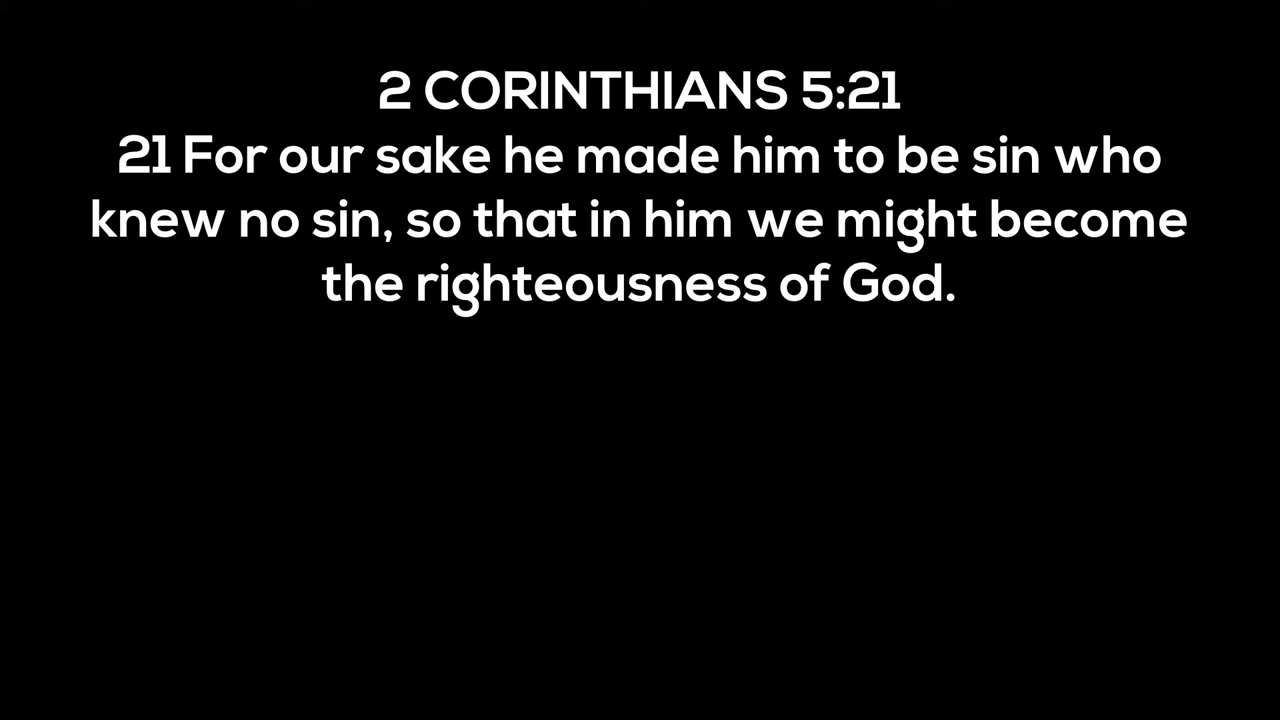 2 CORINTHIANS 5:21
21 For our sake he made him to be sin who
knew no sin, so that in him we might become
the righteousness of God.